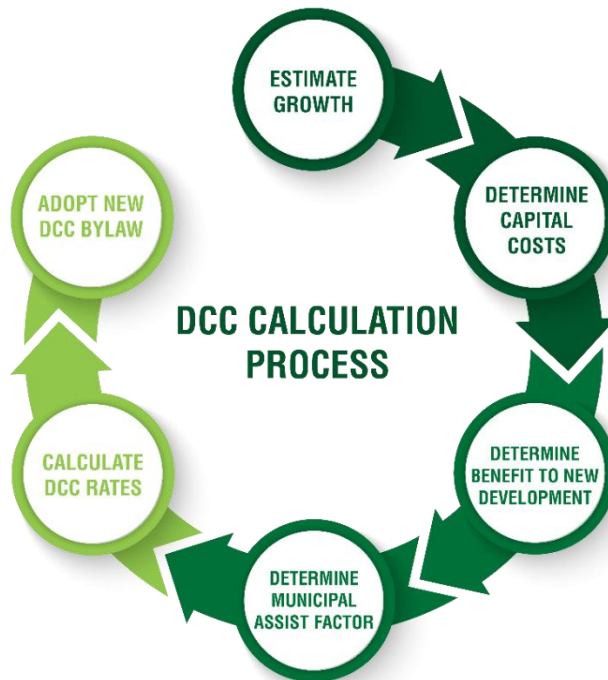 ESTIMATE
GROWTH
DETERMINE
CAPITAL
COSTS
DETERMINE
BENEFIT TO NEW
DEVELOPMENT
DETERMINE
MUNICIPAL
ASSIST FACTOR
CALCULATE
DCC RATES
ADOPT NEW
DCC BYLAW
DCC CALCULATION
PROCESS